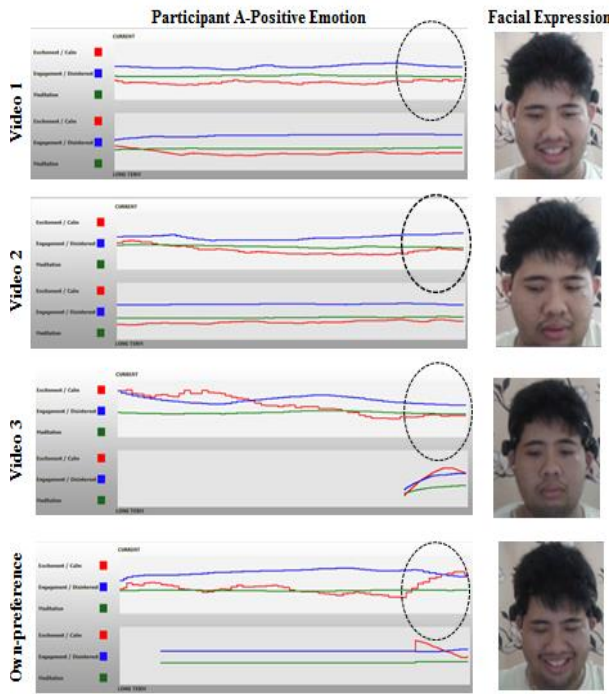 Participant A-Positive Emotion
Facial Expression
Video 1
CURRENT
Excitement / Calm
Engagement / Disinterest
Meditation
Excitement / Calm
Engagement / Disinterest
Meditation
LONG TERM
Video 2
CURRENT
Excitement / Calm
Engagement / Disinterest
Meditation
Excitement / Calm
Engagement / Disinterest
Meditation
LONG TERM
Video 3
CURRENT
Excitement / Calm
Engagement / Disinterest
Meditation
Excitement / Calm
Engagement / Disinterest
Meditation
LONG TERM
Own-preference
CURRENT
Excitement / Calm
Engagement / Disinterest
Meditation
Excitement / Calm
Engagement / Disinterest
Meditation
LONG TERM